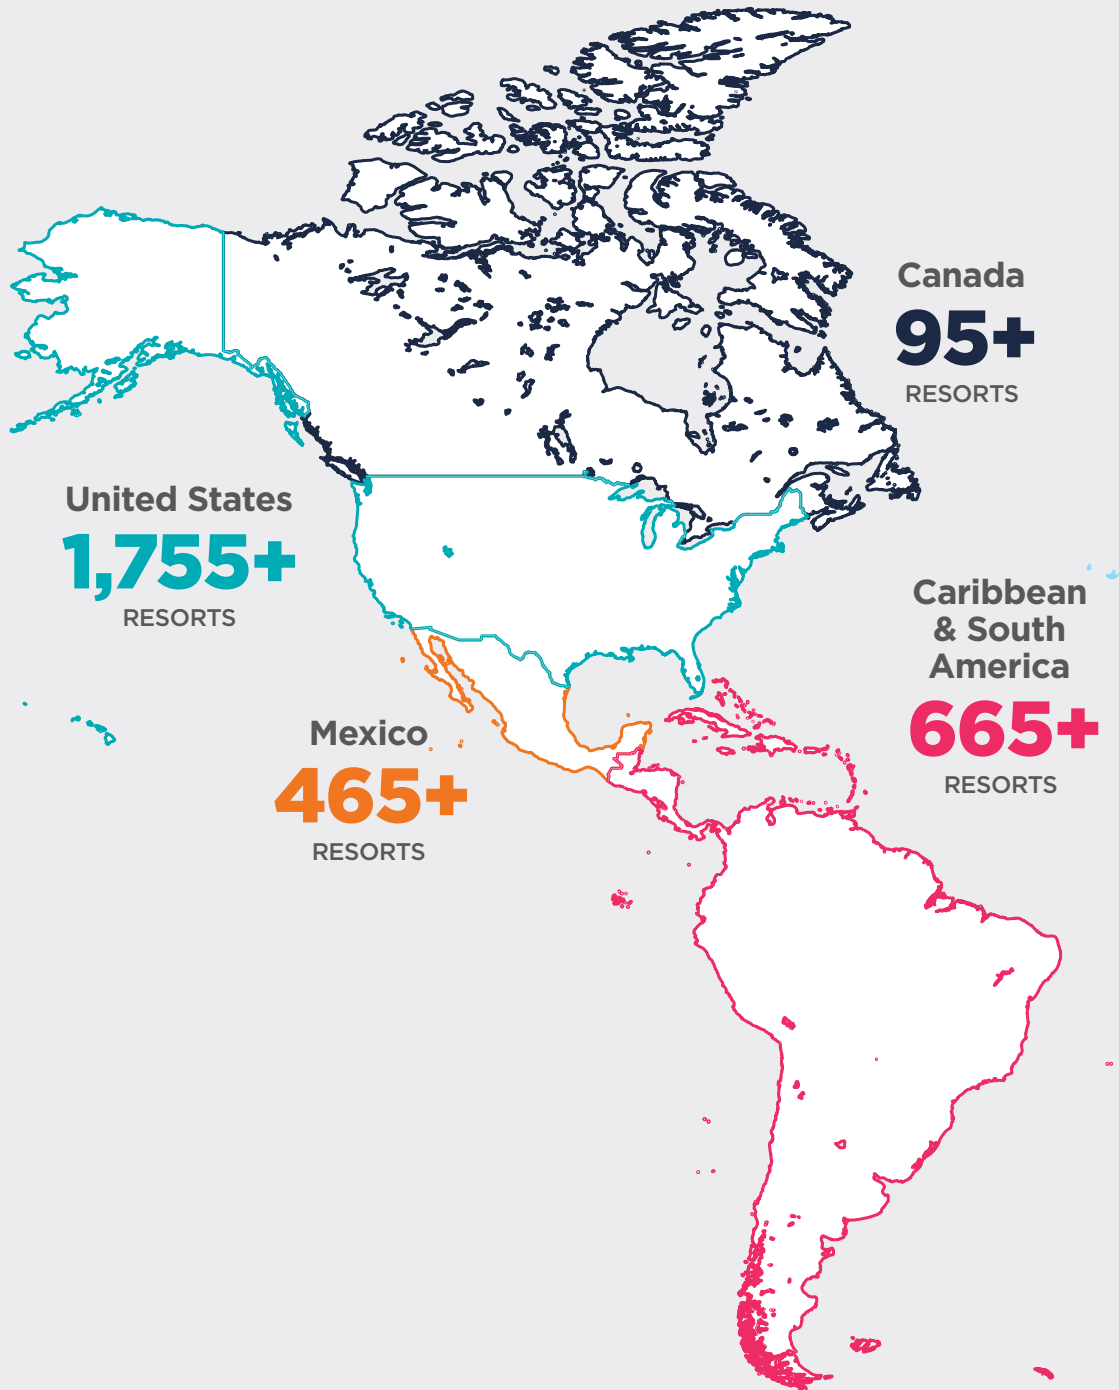 Canada
95+
RESORTS
United States
1,755+
RESORTS
Caribbean
& South
America
665+
RESORTS
Mexico
465+
RESORTS